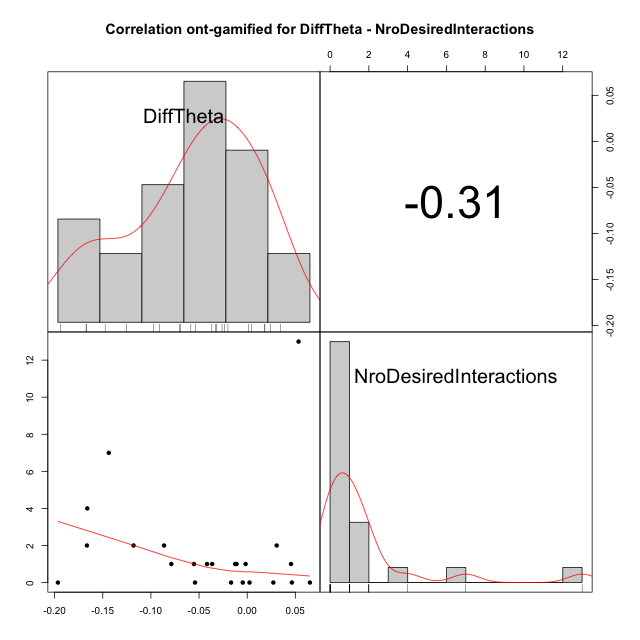 Correlation ont-gamified for DiffTheta - NroDesiredInteractions
0 2 4 6 8 10 12
DiffTheta
-0.31
0.05
0.00
-0.05
-0.10
-0.15
-0.20
12
10
8
6
4
2
0
NroDesiredInteractions
-0.20 -0.15 -0.10 -0.05 0.00 0.05